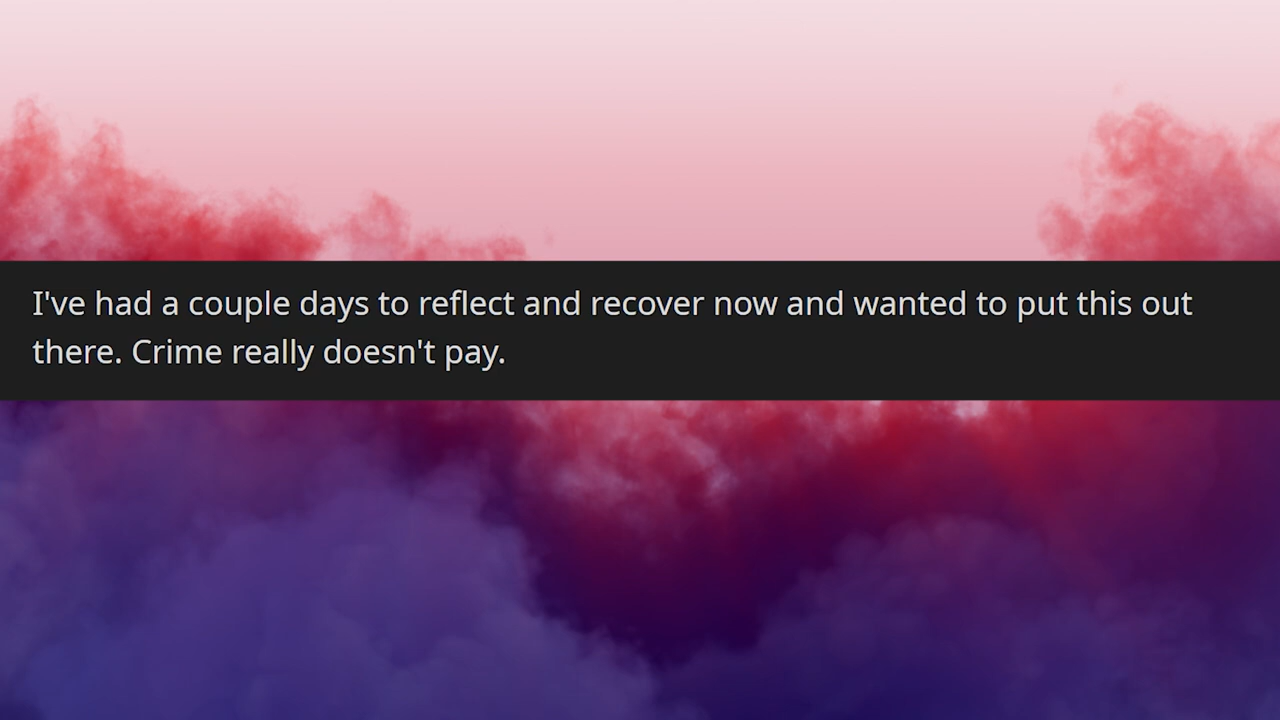 I've had a couple days to reflect and recover now and wanted to put this out
there. Crime really doesn't pay.